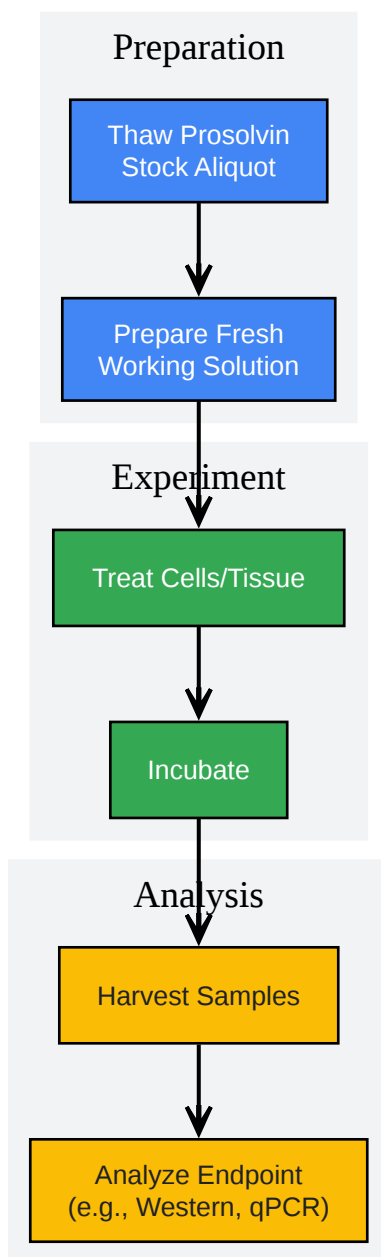 Preparation
Thaw Prosolvin
Stock Aliquot
Prepare Fresh
Working Solution
Experiment
Treat Cells/Tissue
Incubate
Analysis
Harvest Samples
Analyze Endpoint
(e.g., Western, qPCR)